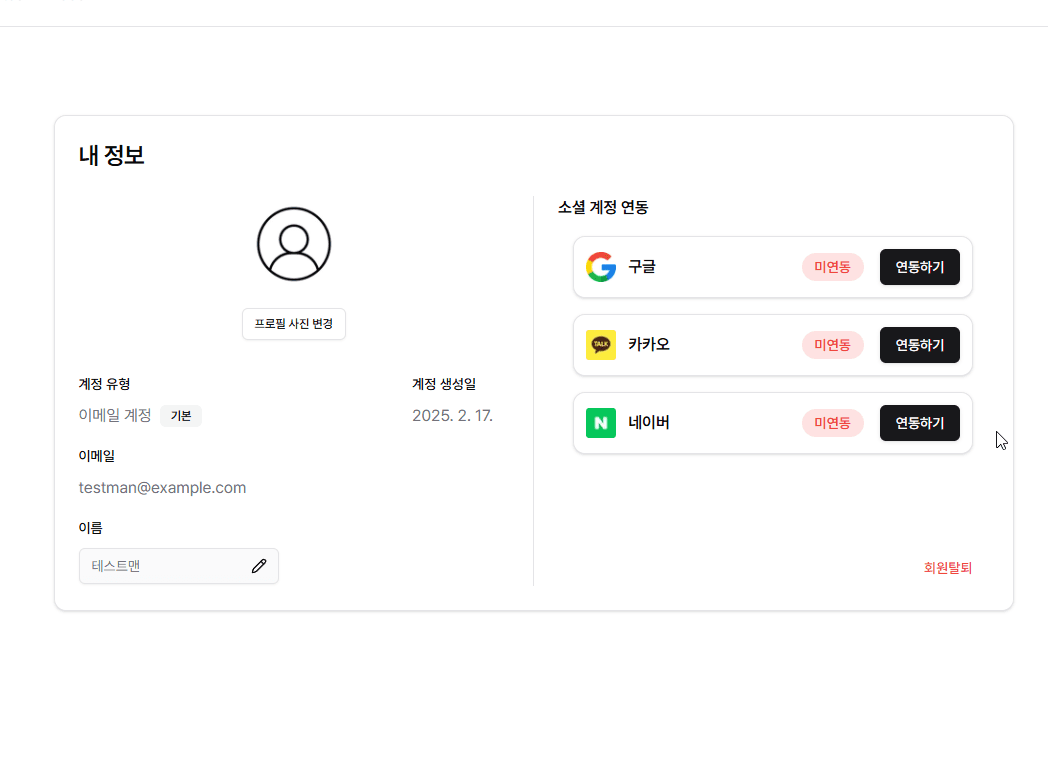 내 정보
프로필 사진 변경
계정 유형
이메일 계정 기본
계정 생성일
2025. 2. 17.
이메일
testman@example.com
이름
테스트맨
소셜 계정 연동
구글 미연동 연동하기
TALK 카카오 미연동 연동하기
N 네이버 미연동 연동하기
회원탈퇴